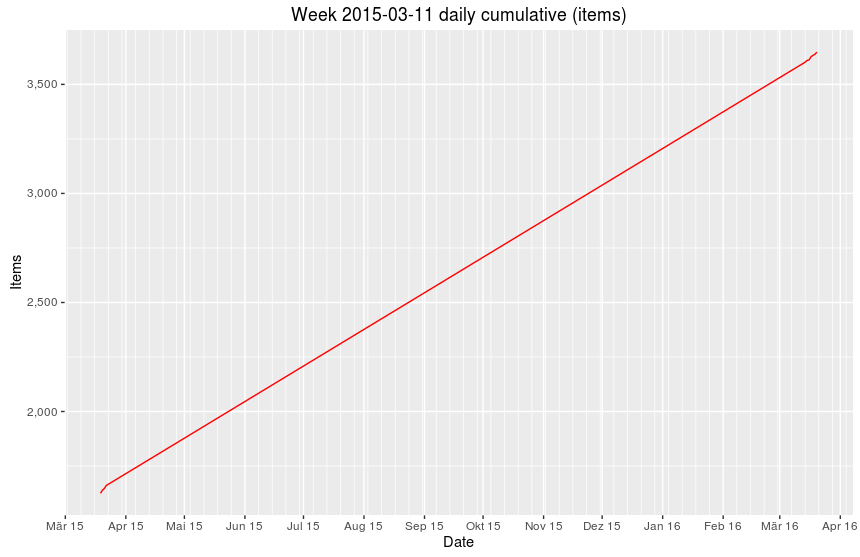 Week 2015-03-11 daily cumulative (items)
Items
3,500
3,000
2,500
2,000
Mär 15 Apr 15 Mai 15 Jun 15 Jul 15 Aug 15 Sep 15 Okt 15 Nov 15 Dez 15 Jan 16 Feb 16 Mär 16 Apr 16
Date